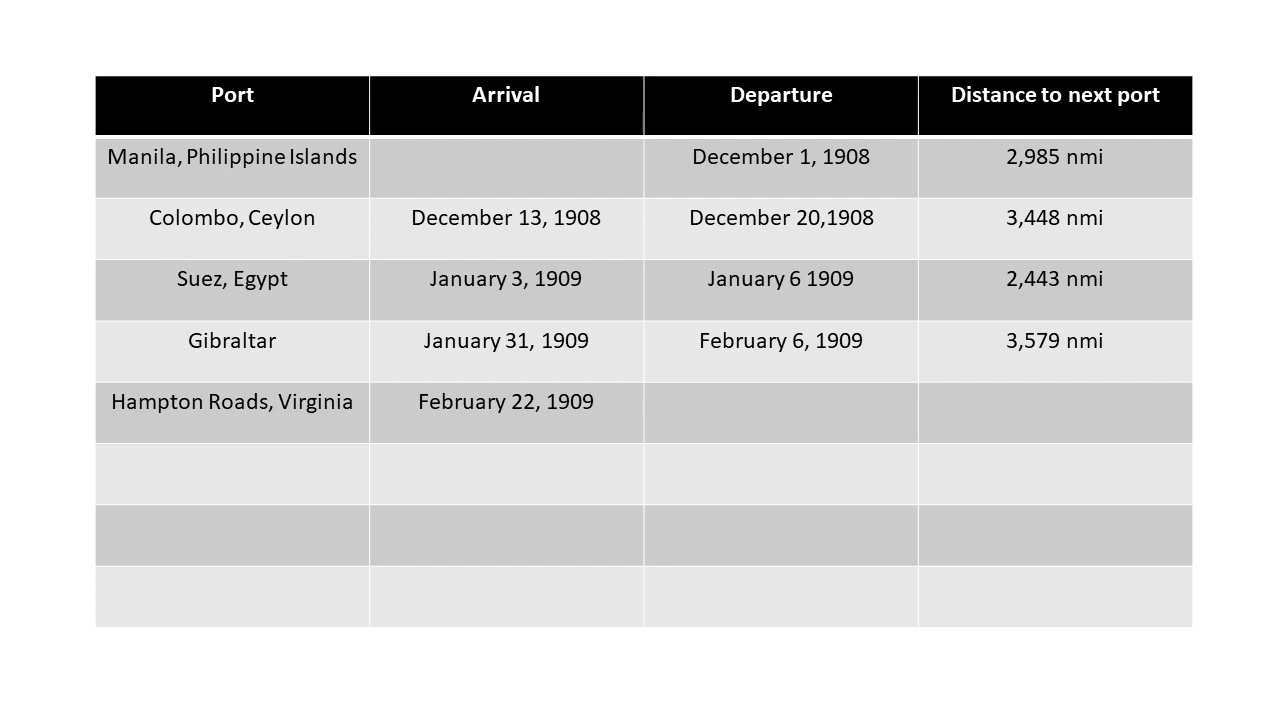 Port Arrival Departure Distance to next port
Manila, Philippine Islands December 1, 1908 2,985 nmi
Colombo, Ceylon December 13, 1908 December 20,1908 3,448 nmi
Suez, Egypt January 3, 1909 January 6 1909 2,443 nmi
Gibraltar January 31, 1909 February 6, 1909 3,579 nmi
Hampton Roads, Virginia February 22, 1909